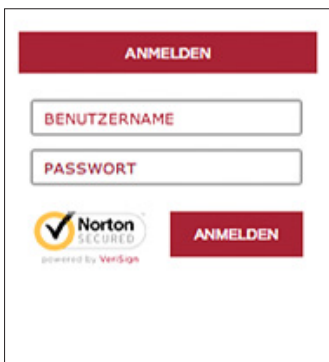 ANMELDEN
BENUTZERNAME
PASSWORT
Norton
SECURED
powered by VeriSign
ANMELDEN